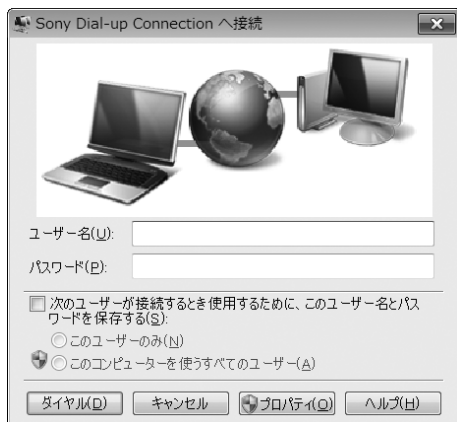 Sony Dial-up Connection へ接続
ユーザー名(U):
パスワード(P):
次のユーザーが接続するとき使用するために、このユーザー名とパス
ワードを保存する(S):
このユーザーのみ(N)
このコンピューターを使うすべてのユーザー(A)
ダイヤル(D) キャンセル プロパティ(O) ヘルプ(H)